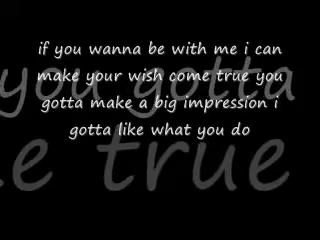 if you wanna be with me i can
make your wish come true you
gotta make a big impression i
gotta like what you do
you gotta
e true